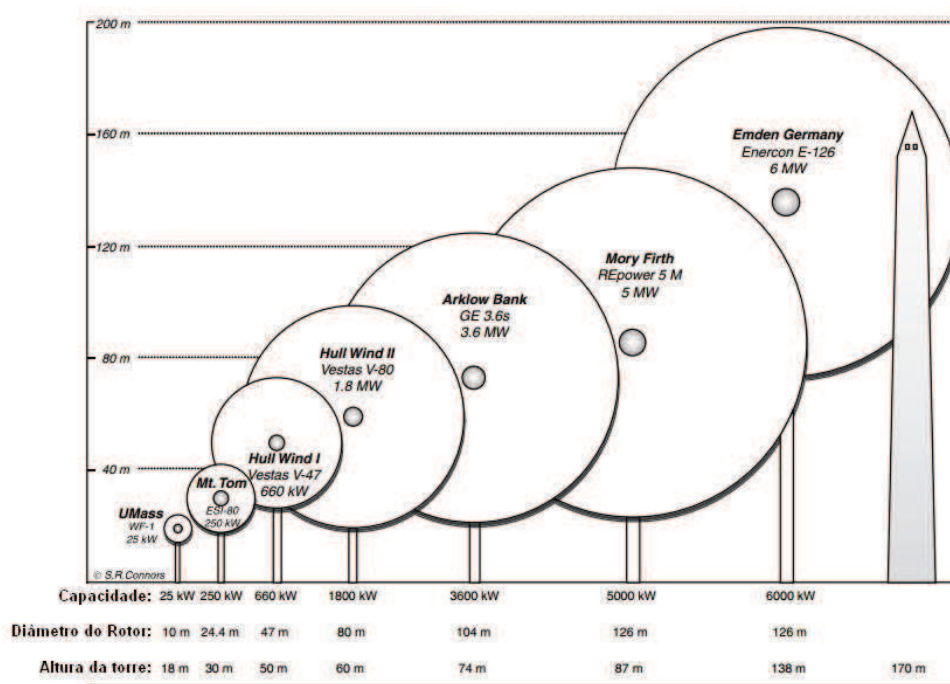 200 m
160 m
120 m
80 m
40 m
Emden Germany
Enercon E-126
6 MW
Mory Firth
REpower 5 M
5 MW
Arklow Bank
GE 3.6s
3.6 MW
Hull Wind II
Vestas V-80
1.8 MW
Hull Wind I
Vestas V-47
660 kW
Mt. Tom
ESI-80
250 kW
UMass
WF-1
25 kW
© S.R.Connors
Capacidade: 25 kW 250 kW 660 kW 1800 kW 3600 kW 5000 kW 6000 kW
Diâmetro do Rotor: 10 m 24.4 m 47 m 80 m 104 m 126 m 126 m
Altura da torre: 18 m 30 m 50 m 60 m 74 m 87 m 138 m 170 m